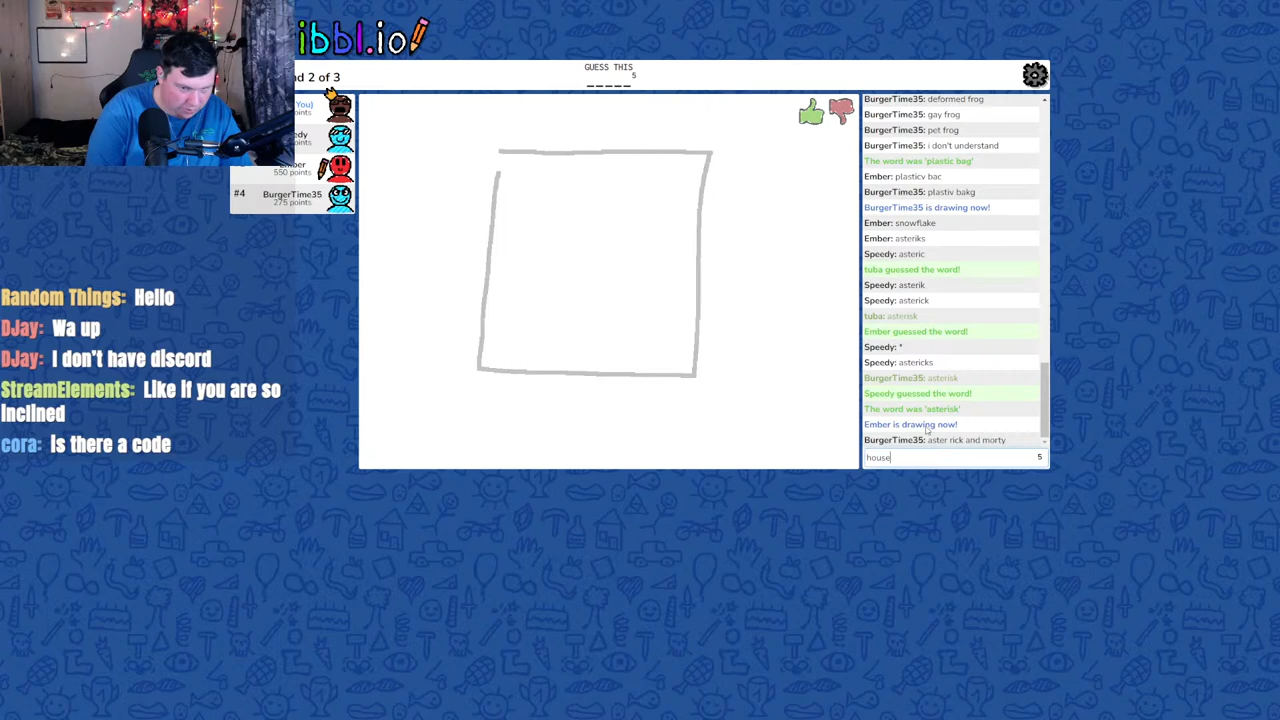 ibbl.io
nd 2 of 3
GUESS THIS
5
_____
You)
points
edy
points
Ember
550 points
#4 BurgerTime35
275 points
BurgerTime35: deformed frog
BurgerTime35: gay frog
BurgerTime35: pet frog
BurgerTime35: i don't understand
The word was 'plastic bag'
Ember: plasticv bac
BurgerTime35: plastiv bakg
BurgerTime35 is drawing now!
Ember: snowflake
Ember: asteriks
Speedy: asteric
tuba guessed the word!
Speedy: asterik
Speedy: asterick
tuba: asterisk
Ember guessed the word!
Speedy: *
Speedy: astericks
BurgerTime35: asterisk
Speedy guessed the word!
The word was 'asterisk'
Ember is drawing now!
BurgerTime35: aster rick and morty
house 5
Random Things: Hello
DJay: Wa up
DJay: I don't have discord
StreamElements: Like if you are so
inclined
cora: Is there a code